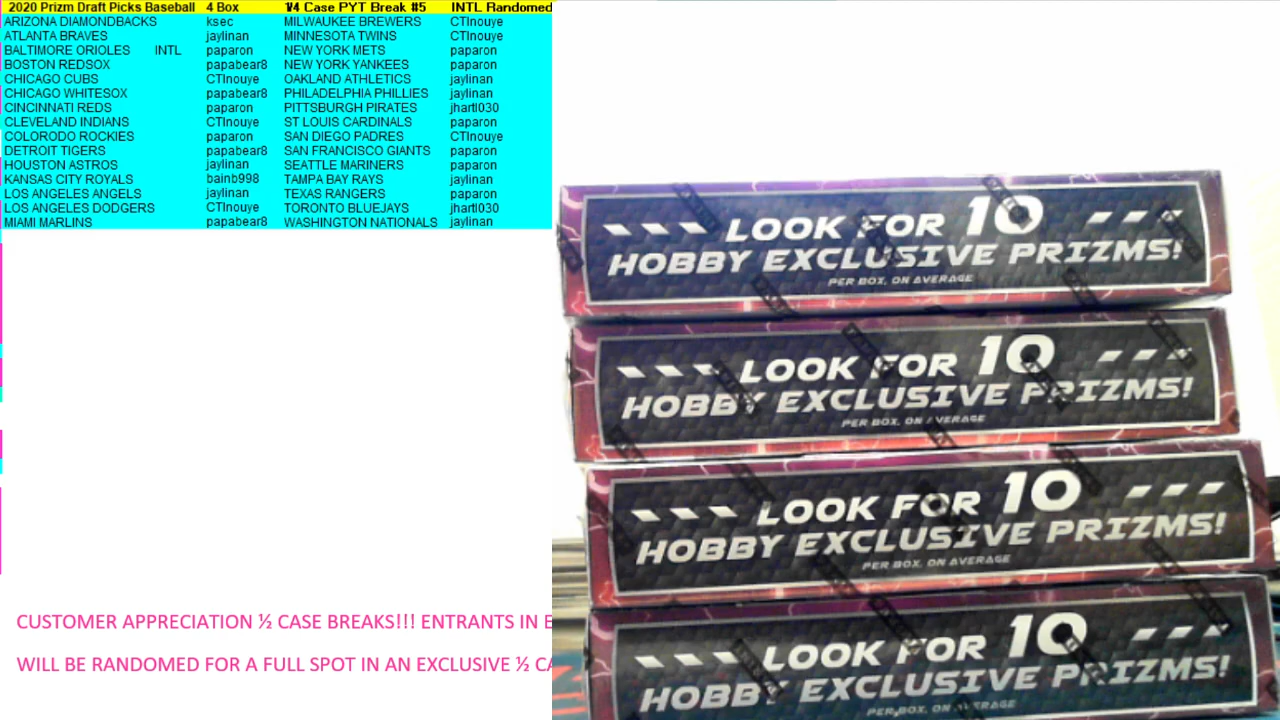 2020 Prizm Draft Picks Baseball 4 Box 1/4 Case PYT Break #5 INTL Randomed
ARIZONA DIAMONDBACKS ksec MILWAUKEE BREWERS CTInouye
ATLANTA BRAVES jaylinan MINNESOTA TWINS CTInouye
BALTIMORE ORIOLES INTL paparon NEW YORK METS paparon
BOSTON REDSOX papabear8 NEW YORK YANKEES paparon
CHICAGO CUBS CTInouye OAKLAND ATHLETICS jaylinan
CHICAGO WHITESOX papabear8 PHILADELPHIA PHILLIES jaylinan
CINCINNATI REDS paparon PITTSBURGH PIRATES jhartl030
CLEVELAND INDIANS CTInouye ST LOUIS CARDINALS paparon
COLORODO ROCKIES paparon SAN DIEGO PADRES CTInouye
DETROIT TIGERS papabear8 SAN FRANCISCO GIANTS paparon
HOUSTON ASTROS jaylinan SEATTLE MARINERS paparon
KANSAS CITY ROYALS bainb998 TAMPA BAY RAYS jaylinan
LOS ANGELES ANGELS jaylinan TEXAS RANGERS paparon
LOS ANGELES DODGERS CTInouye TORONTO BLUEJAYS jhartl030
MIAMI MARLINS papabear8 WASHINGTON NATIONALS jaylinan
CUSTOMER APPRECIATION ½ CASE BREAKS!!! ENTRANTS IN
WILL BE RANDOMED FOR A FULL SPOT IN AN EXCLUSIVE ½
LOOK FOR 10
HOBBY EXCLUSIVE PRIZMS!
PER BOX, ON AVERAGE
LOOK FOR 10
HOBBY EXCLUSIVE PRIZMS!
PER BOX, ON AVERAGE
LOOK FOR 10
HOBBY EXCLUSIVE PRIZMS!
PER BOX, ON AVERAGE
LOOK FOR 10
HOBBY EXCLUSIVE PRIZMS!
PER BOX, ON AVERAGE